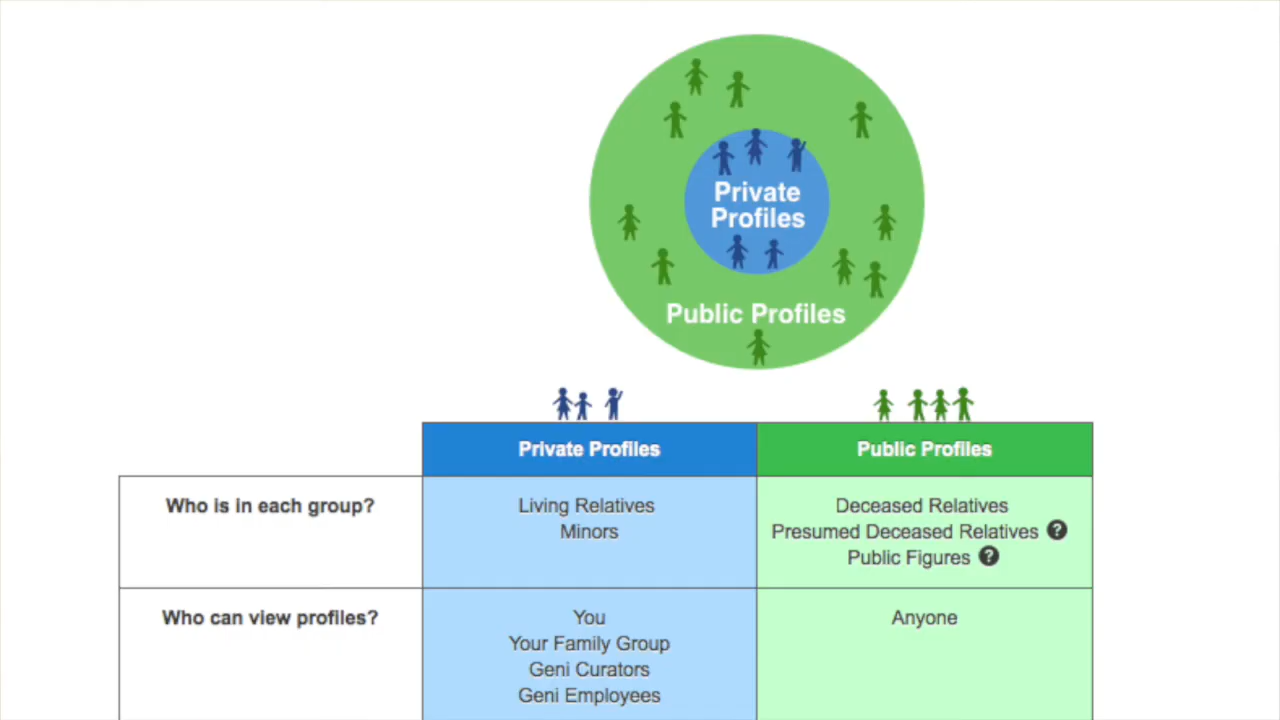 Private
Profiles
Public Profiles
Private Profiles
Public Profiles
Who is in each group?
Living Relatives
Minors
Deceased Relatives
Presumed Deceased Relatives ?
Public Figures ?
Who can view profiles?
You
Your Family Group
Geni Curators
Geni Employees
Anyone